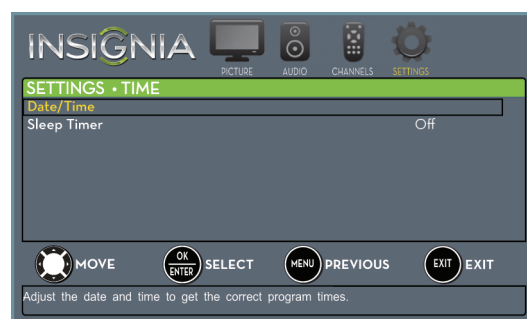 INSIGNIA
PICTURE AUDIO CHANNELS SETTINGS
SETTINGS • TIME
Date/Time
Sleep Timer Off
MOVE OK ENTER SELECT MENU PREVIOUS EXIT EXIT
Adjust the date and time to get the correct program times.